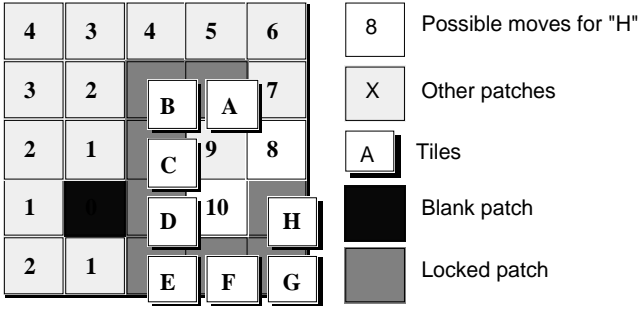 4 3 4 5 6
3 2 B A 7
2 1 C 9 8
1 0 D 10 H
2 1 E F G
8 Possible moves for "H"
X Other patches
A Tiles
Blank patch
Locked patch